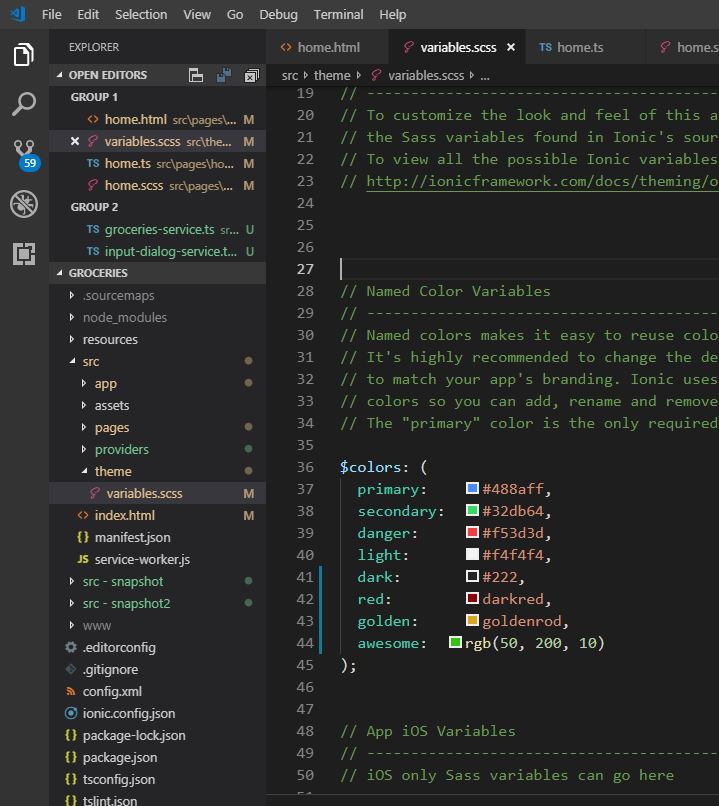 File Edit Selection View Go Debug Terminal Help
EXPLORER
OPEN EDITORS
GROUP 1
home.html src\pages\... M
variables.scss src\the... M
home.ts src\pages\ho... M
home.scss src\pages\... M
GROUP 2
groceries-service.ts sr... U
input-dialog-service.t... U
59
GROCERIES
.sourcemaps
node_modules
resources
src
app
assets
pages
providers
theme
variables.scss M
index.html M
manifest.json
JS service-worker.js
src - snapshot
src - snapshot2
www
.editorconfig
.gitignore
config.xml
ionic.config.json
package-lock.json
package.json
tsconfig.json
tslint.json
home.html variables.scss TS home.ts home.s
src theme variables.scss ...
19 // ----------------------------------------
20 // To customize the look and feel of this a
21 // the Sass variables found in Ionic's sour
22 // To view all the possible Ionic variables
23 // http://ionicframework.com/docs/theming/o
24
25
26
27
28 // Named Color Variables
29 // ----------------------------------------
30 // Named colors makes it easy to reuse colo
31 // It's highly recommended to change the de
32 // to match your app's branding. Ionic uses
33 // colors so you can add, rename and remove
34 // The "primary" color is the only required
35
36 $colors: (
37 primary: #488aff,
38 secondary: #32db64,
39 danger: #f53d3d,
40 light: #f4f4f4,
41 dark: #222,
42 red: darkred,
43 golden: goldenrod,
44 awesome: rgb(50, 200, 10)
45 );
46
47
48 // App iOS Variables
49 // ----------------------------------------
50 // iOS only Sass variables can go here